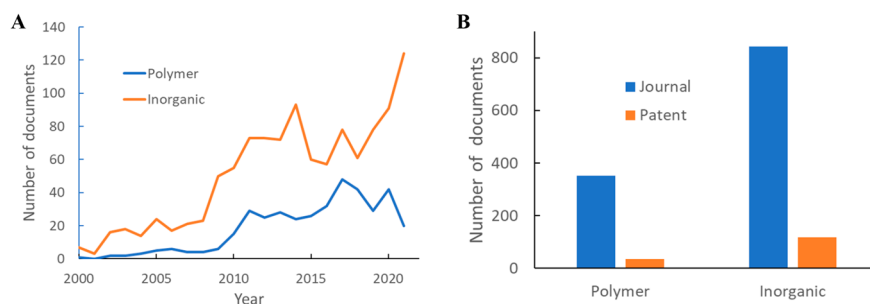 A
Number of documents
140
120
100
80
60
40
20
0
Polymer
Inorganic
2000
2005
2010
2015
2020
Year
B
Number of documents
800
600
400
200
0
Journal
Patent
Polymer
Inorganic